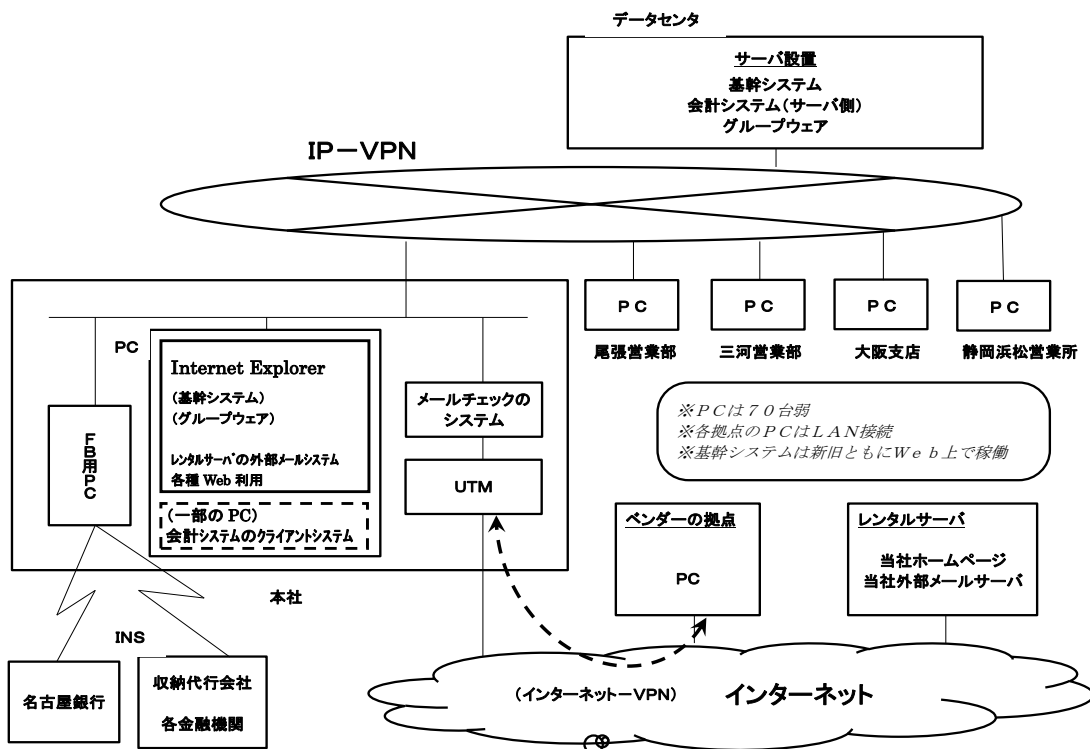 データセンタ
サーバ設置
基幹システム
会計システム(サーバ側)
グループウェア
IP-VPN
PC
尾張営業部
PC
三河営業部
PC
大阪支店
PC
静岡浜松営業所
PC
Internet Explorer
(基幹システム)
(グループウェア)
レンタルサーバの外部メールシステム
各種 Web 利用
(一部の PC)
会計システムのクライアントシステム
FB用PC
メールチェックの
システム
UTM
本社
※PCは70台弱
※各拠点のPCはLAN接続
※基幹システムは新旧ともにWeb上で稼働
ベンダーの拠点
PC
レンタルサーバ
当社ホームページ
当社外部メールサーバ
INS
名古屋銀行
収納代行会社
各金融機関
(インターネットーVPN)
インターネット